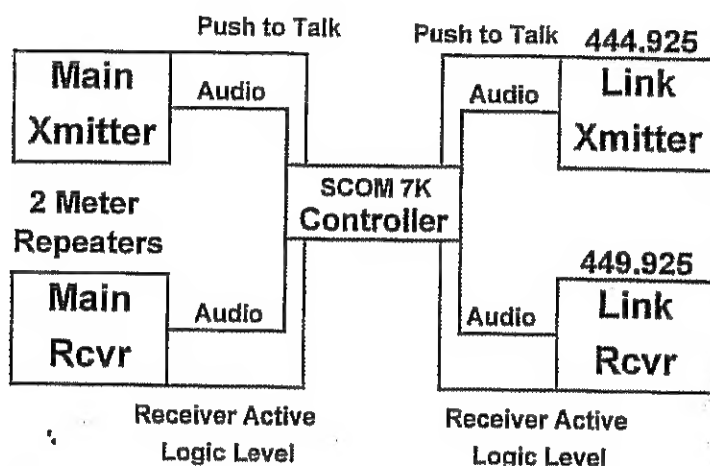 Push to Talk
Push to Talk
444.925
Main
Xmitter
Audio
Audio
Link
Xmitter
SCOM 7K
Controller
2 Meter
Repeaters
449.925
Main
Rcvr
Audio
Audio
Link
Rcvr
Receiver Active
Logic Level
Receiver Active
Logic Level